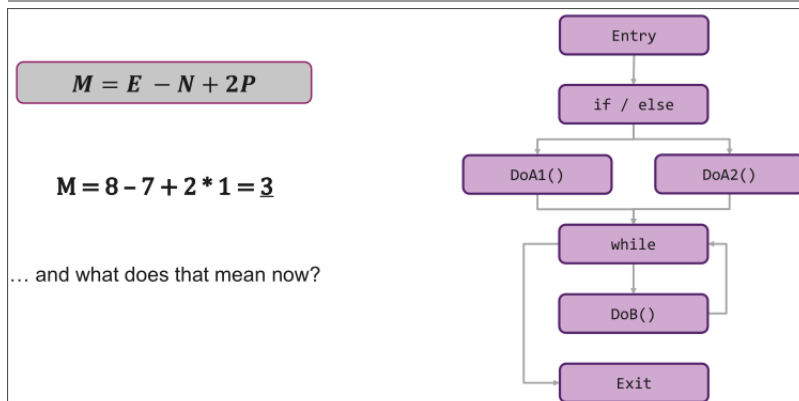 M = E – N + 2P
M = 8 – 7 + 2 * 1 = 3
… and what does that mean now?
Entry
if / else
DoA1()
DoA2()
while
DoB()
Exit